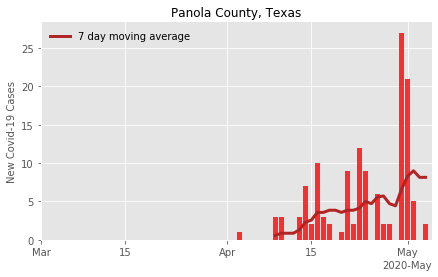 Panola County, Texas
7 day moving average
New Covid-19 Cases
25
20
15
10
5
0
Mar 15 Apr 15 May
2020-May